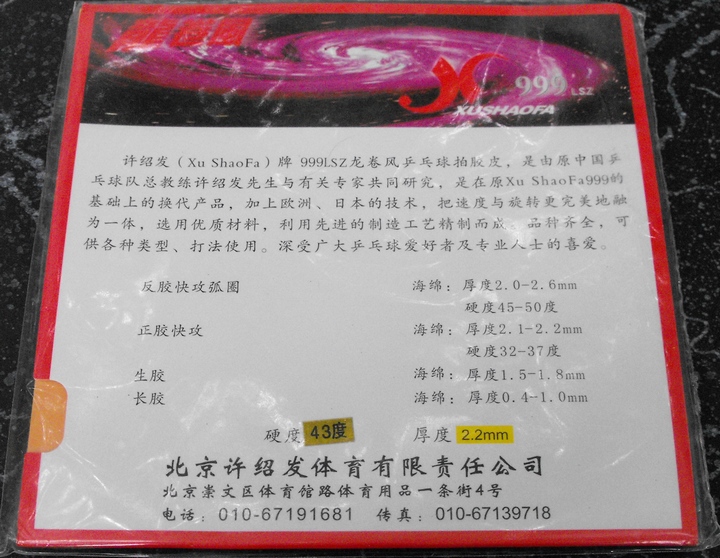 龙卷风
999 LSZ
XUSHAOFA
许绍发（Xu ShaoFa）牌 999LSZ龙卷风乒乓球拍胶皮，是由原中国乒
乓球队总教练许绍发先生与有关专家共同研究，是在原Xu ShaoFa999的
基础上的换代产品，加上欧洲、日本的技术，把速度与旋转更完美地融
为一体，选用优质材料，利用先进的制造工艺精制而成。品种齐全，可
供各种类型、打法使用。深受广大乒乓球爱好者及专业人士的喜爱。
反胶快攻弧圈 海绵：厚度2.0-2.6mm
硬度45-50度
正胶快攻 海绵：厚度2.1-2.2mm
硬度32-37度
生胶 海绵：厚度1.5-1.8mm
长胶 海绵：厚度0.4-1.0mm
硬度 43度 厚度 2.2mm
北京许绍发体育有限责任公司
北京崇文区体育馆路体育用品一条街4号
电话：010-67191681 传真：010-67139718